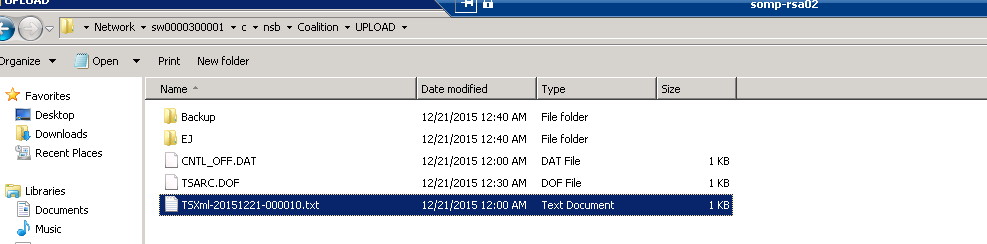 UPLOAD
somp-rsa02
Network sw0000300001 c nsb Coalition UPLOAD
Organize Open Print New folder
Name Date modified Type Size
Favorites
Desktop
Downloads
Recent Places
Libraries
Documents
Music
Backup 12/21/2015 12:40 AM File folder
EJ 12/21/2015 12:40 AM File folder
CNTL_OFF.DAT 12/21/2015 12:00 AM DAT File 1 KB
TSARC.DOF 12/21/2015 12:30 AM DOF File 1 KB
TSXml-20151221-000010.txt 12/21/2015 12:00 AM Text Document 1 KB